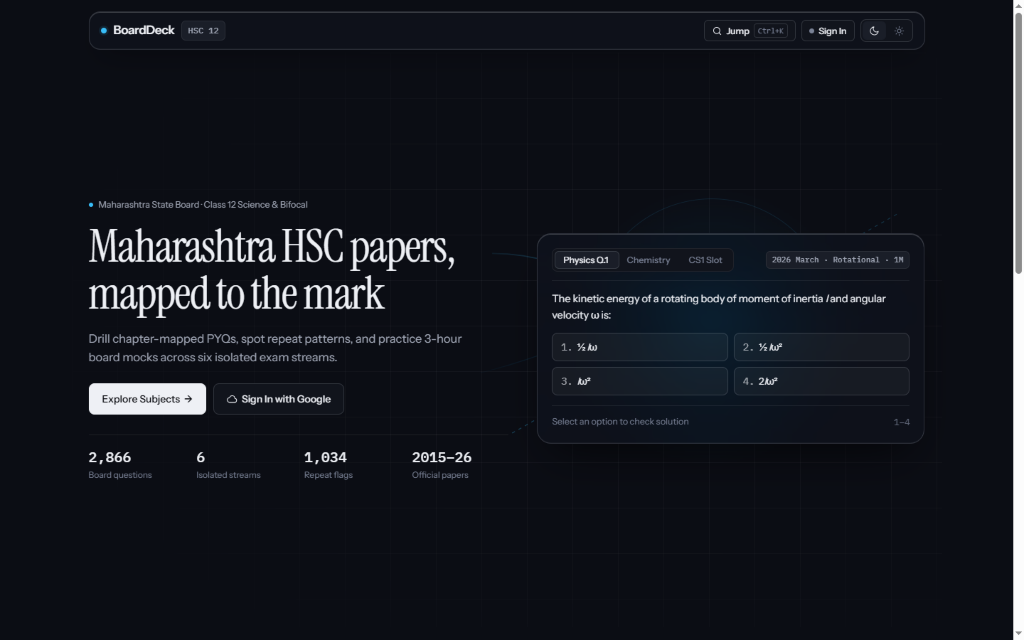 BoardDeck HSC 12
Jump Ctrl+K Sign In
Maharashtra State Board · Class 12 Science & Bifocal
Maharashtra HSC papers,
mapped to the mark
Drill chapter-mapped PYQs, spot repeat patterns, and practice 3-hour
board mocks across six isolated exam streams.
Explore Subjects →
Sign In with Google
2,866
Board questions
6
Isolated streams
1,034
Repeat flags
2015–26
Official papers
Physics Q.1 Chemistry CS1 Slot
2026 March · Rotational · 1M
The kinetic energy of a rotating body of moment of inertia I and angular
velocity ω is:
1. ½ Iω
2. ½ Iω²
3. Iω²
4. 2Iω²
Select an option to check solution
1–4